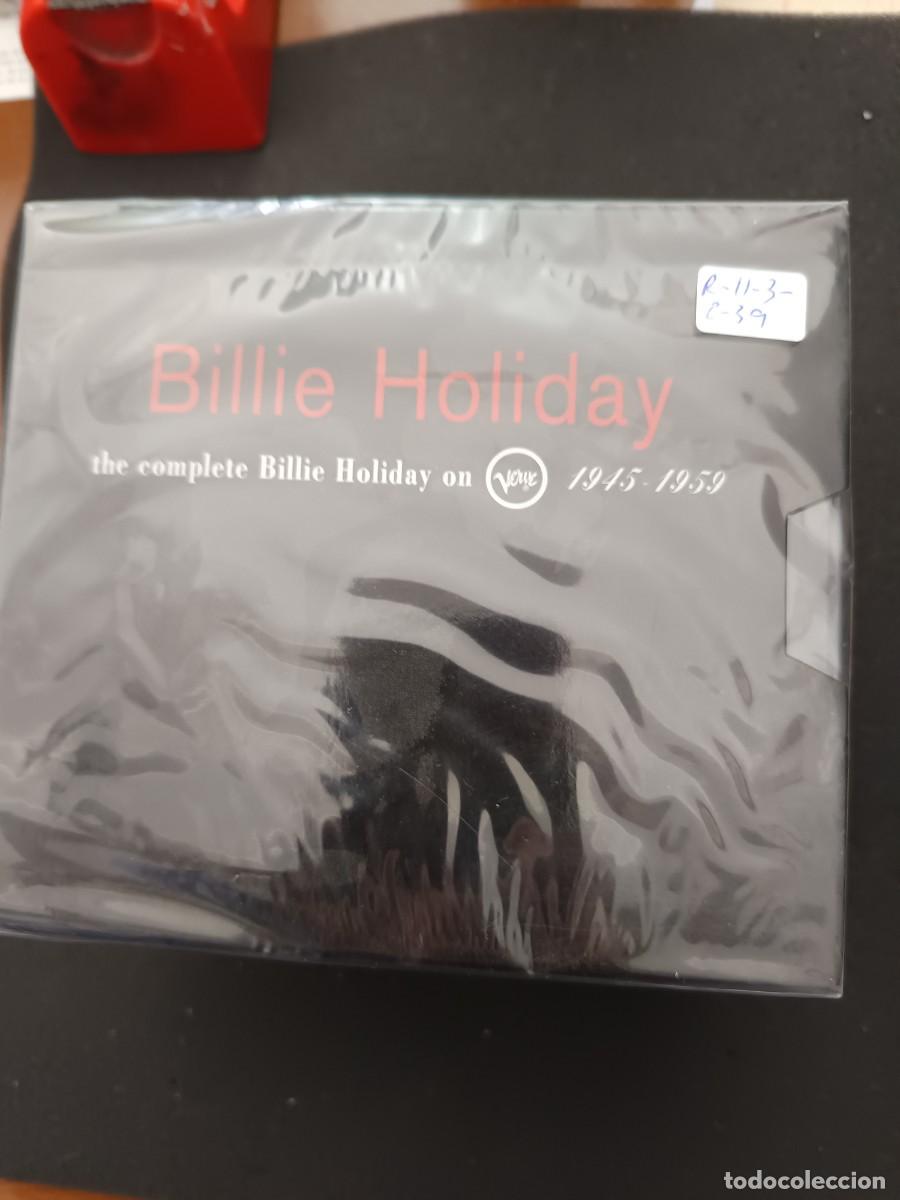 R-11-3-
C-39
Billie Holiday
the complete Billie Holiday on Verve 1945-1959
todocoleccion